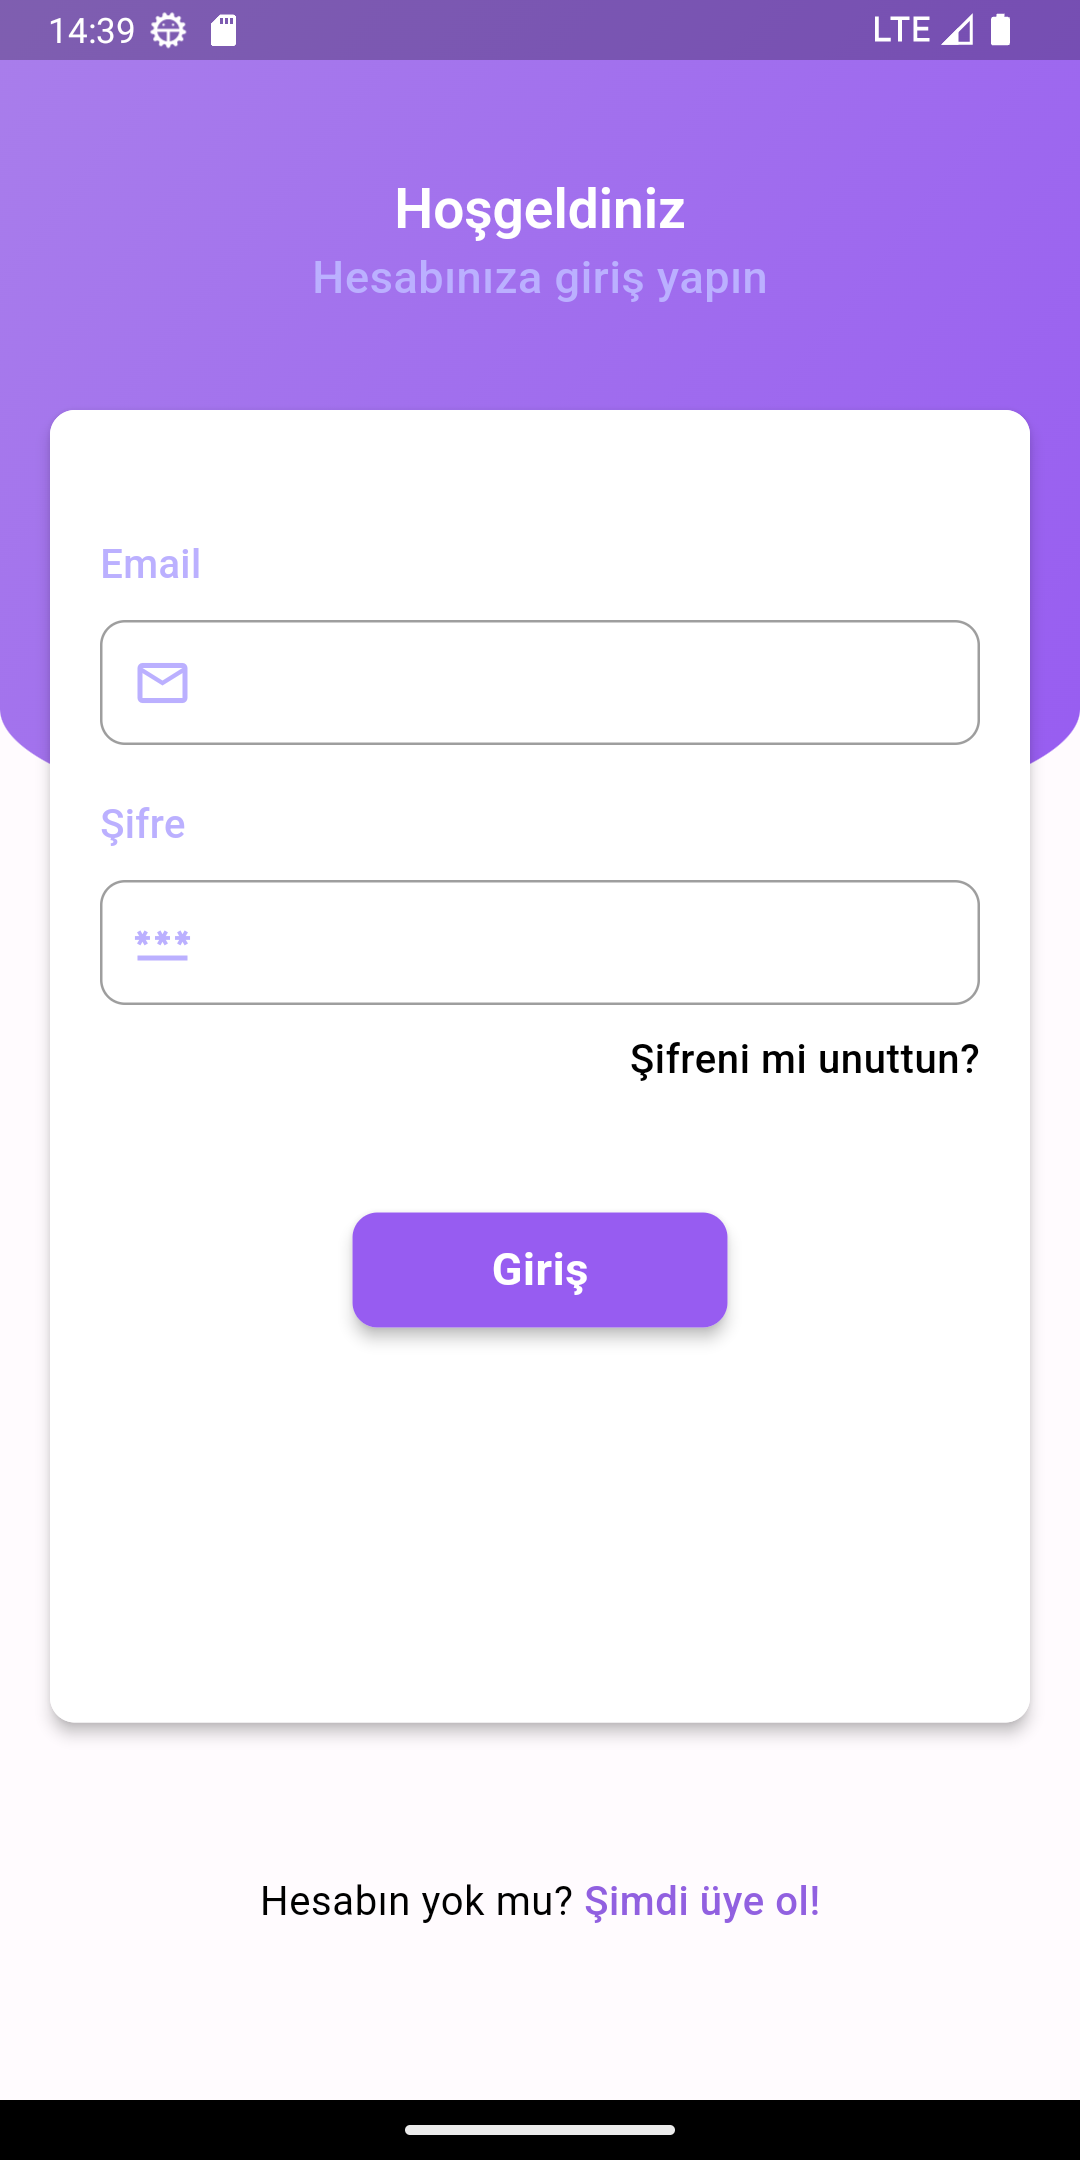 14:39 LTE
Hoşgeldiniz
Hesabınıza giriş yapın
Email
Şifre
***
Şifreni mi unuttun?
Giriş
Hesabın yok mu? Şimdi üye ol!